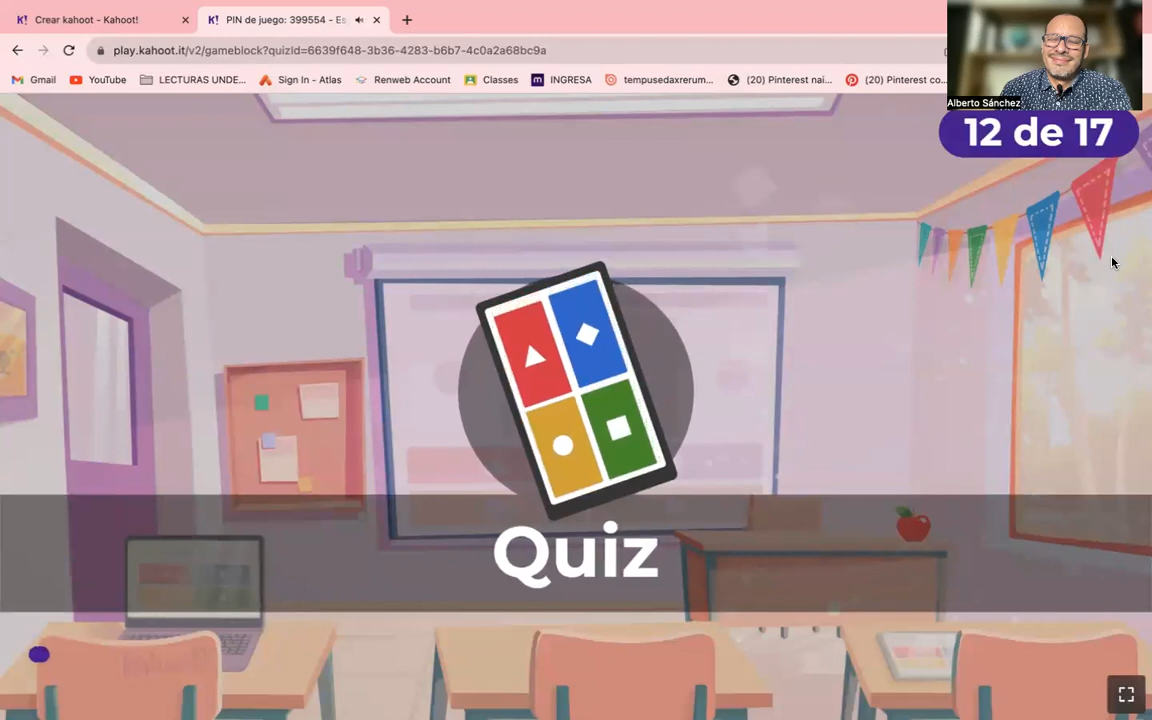 Crear kahoot - Kahoot!
PIN de juego: 399554 - Es
play.kahoot.it/v2/gameblock?quizId=6639f648-3b36-4283-b6b7-4c0a2a68bc9a
Gmail
YouTube
LECTURAS UNDE...
Sign In - Atlas
Renweb Account
Classes
INGRESA
tempusedaxrerum...
(20) Pinterest nai...
(20) Pinterest co...
Alberto Sánchez
12 de 17
Quiz